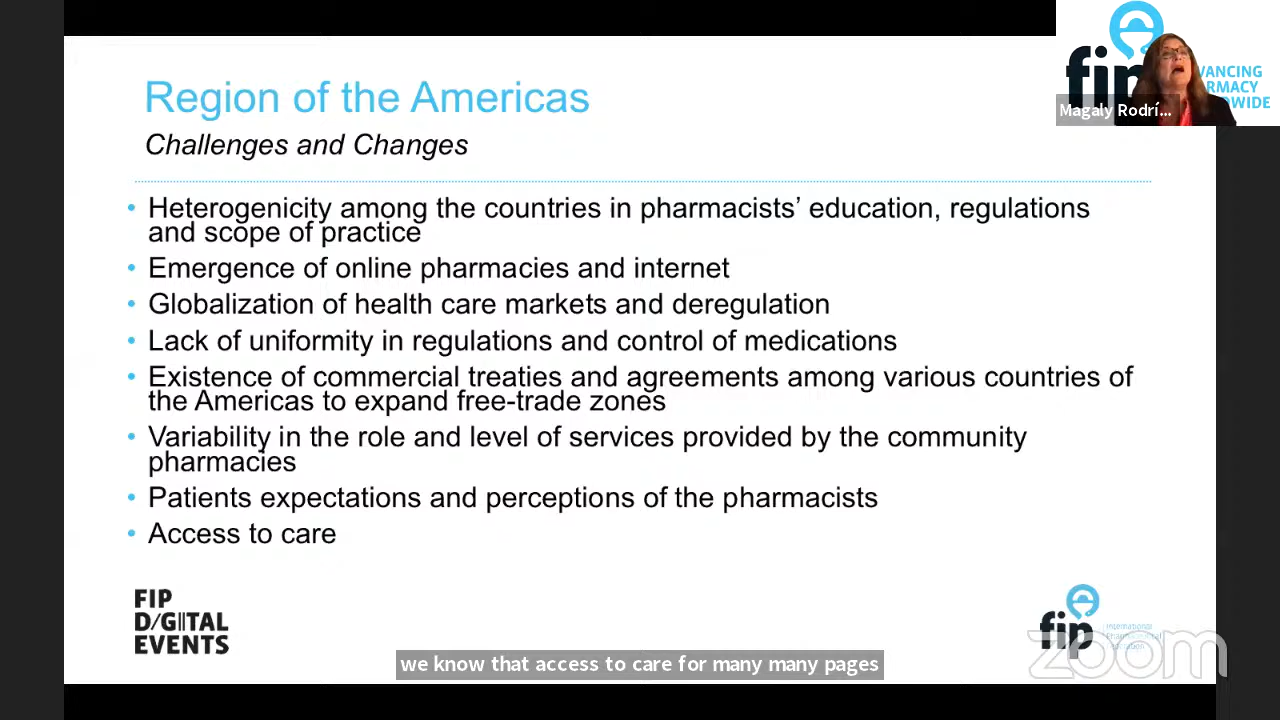 Region of the Americas
Challenges and Changes
• Heterogenicity among the countries in pharmacists’ education, regulations
and scope of practice
• Emergence of online pharmacies and internet
• Globalization of health care markets and deregulation
• Lack of uniformity in regulations and control of medications
• Existence of commercial treaties and agreements among various countries of
the Americas to expand free-trade zones
• Variability in the role and level of services provided by the community
pharmacies
• Patients expectations and perceptions of the pharmacists
• Access to care
fip
VANCING
RMACY
DWIDE
Magaly Rodrí...
FIP
D/GITAL
EVENTS
fip
International
Pharmaceutical
Federation
zoom
we know that access to care for many many pages